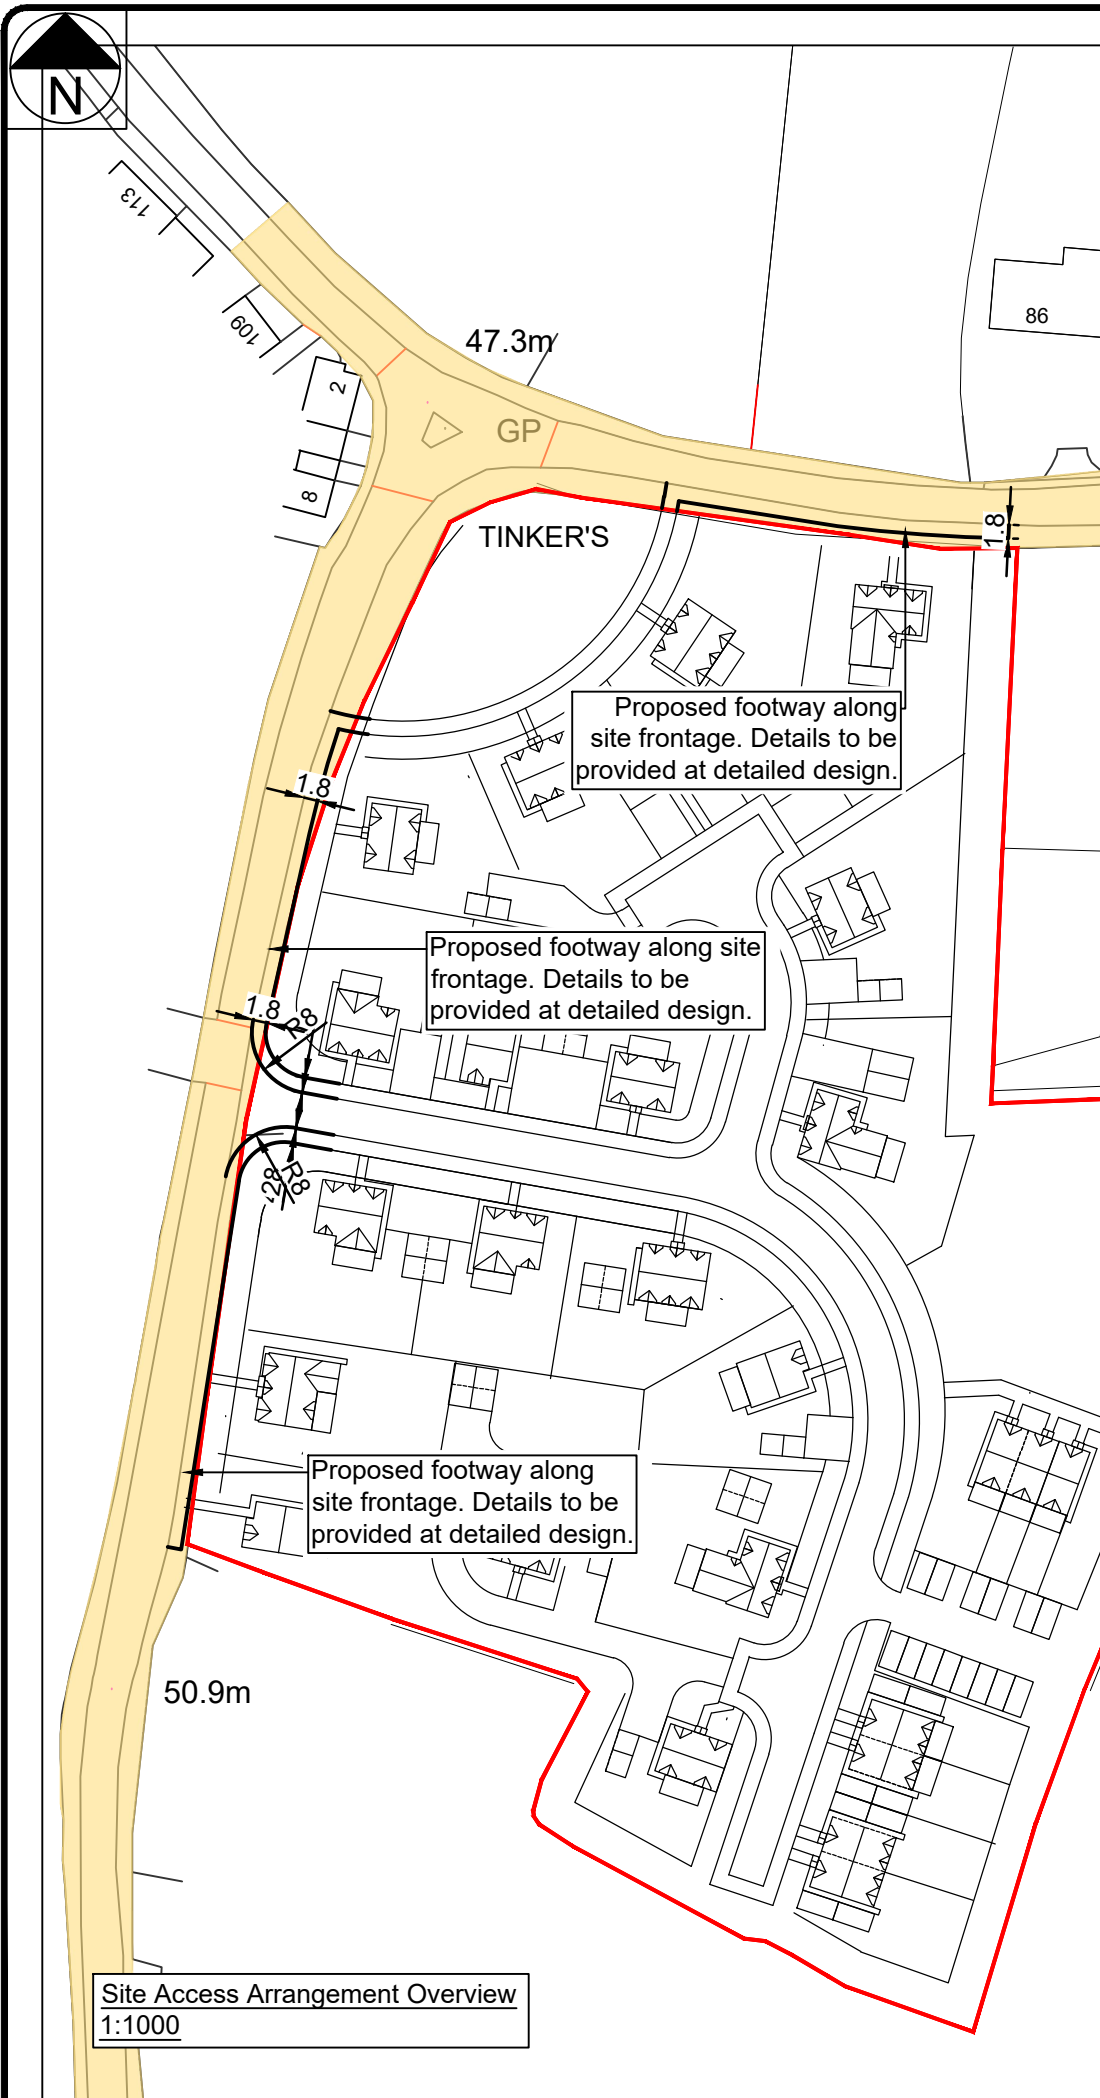 N
113
109
2
8
47.3m
GP
86
TINKER'S
1.8
Proposed footway along
site frontage. Details to be
provided at detailed design.
1.8
Proposed footway along site
frontage. Details to be
provided at detailed design.
1.8
R8
R8
Proposed footway along
site frontage. Details to be
provided at detailed design.
50.9m
Site Access Arrangement Overview
1:1000